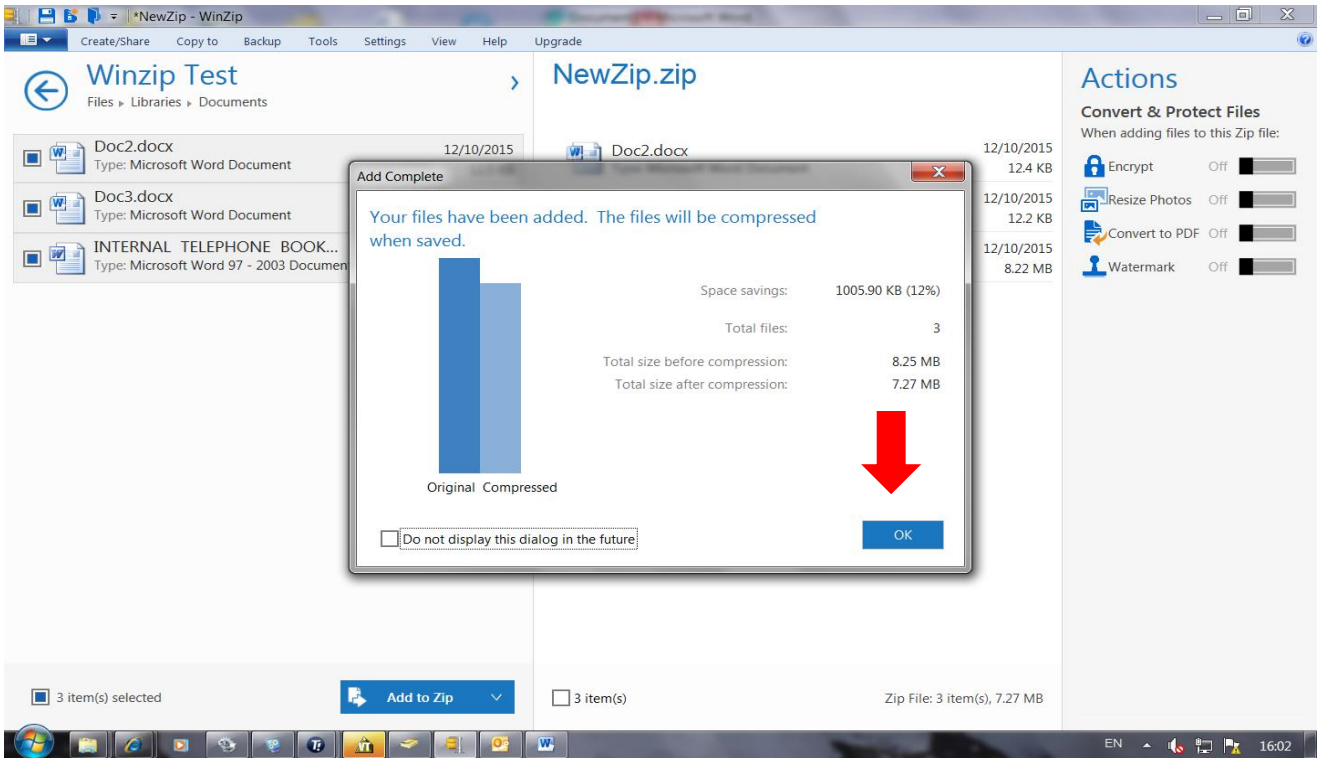 *NewZip - WinZip
Create/Share Copy to Backup Tools Settings View Help Upgrade
Winzip Test
Files ▸ Libraries ▸ Documents
Doc2.docx 12/10/2015
Type: Microsoft Word Document
Doc3.docx
Type: Microsoft Word Document
INTERNAL TELEPHONE BOOK...
Type: Microsoft Word 97 - 2003 Documen
3 item(s) selected
Add to Zip
NewZip.zip
Doc2.docx 12/10/2015
12.4 KB
12/10/2015
12.2 KB
12/10/2015
8.22 MB
3 item(s)
Zip File: 3 item(s), 7.27 MB
Add Complete
Your files have been added. The files will be compressed
when saved.
Space savings: 1005.90 KB (12%)
Total files: 3
Total size before compression: 8.25 MB
Total size after compression: 7.27 MB
Original Compressed
Do not display this dialog in the future
OK
Actions
Convert & Protect Files
When adding files to this Zip file:
Encrypt Off
Resize Photos Off
Convert to PDF Off
Watermark Off
EN 16:02